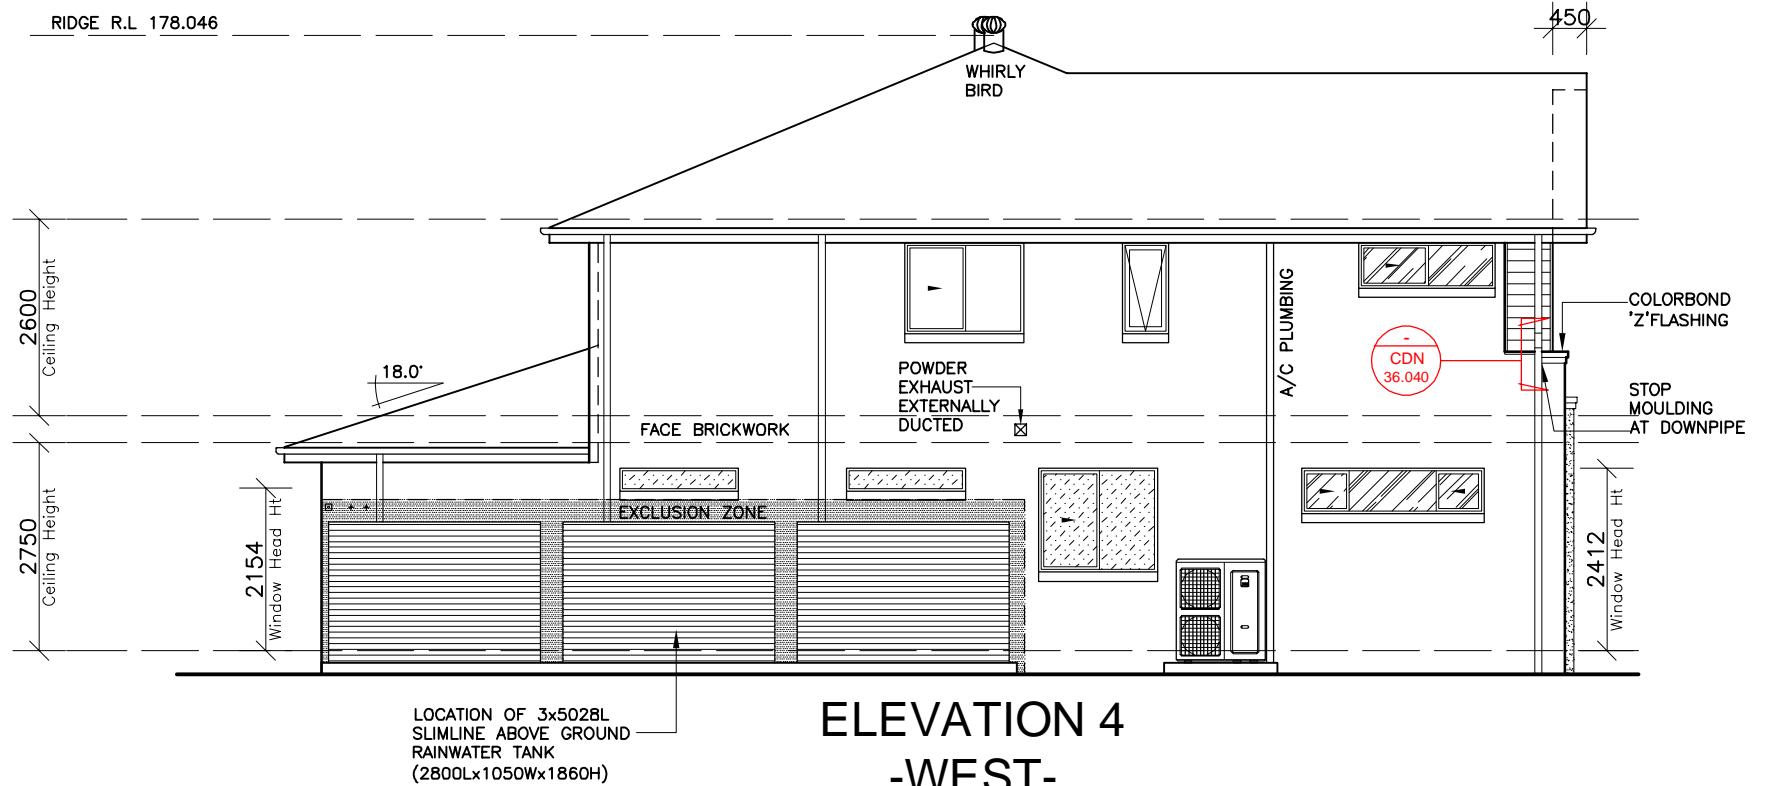 RIDGE R.L 178.046
450
WHIRLY
BIRD
2600
Ceiling Height
18.0°
A/C PLUMBING
COLORBOND
'Z'FLASHING
-
CDN
36.040
POWDER
EXHAUST
EXTERNALLY
DUCTED
STOP
MOULDING
AT DOWNPIPE
FACE BRICKWORK
2750
Ceiling Height
2154
Window Head Ht
EXCLUSION ZONE
2412
Window Head Ht
LOCATION OF 3x5028L
SLIMLINE ABOVE GROUND
RAINWATER TANK
(2800Lx1050Wx1860H)
ELEVATION 4
-WEST-